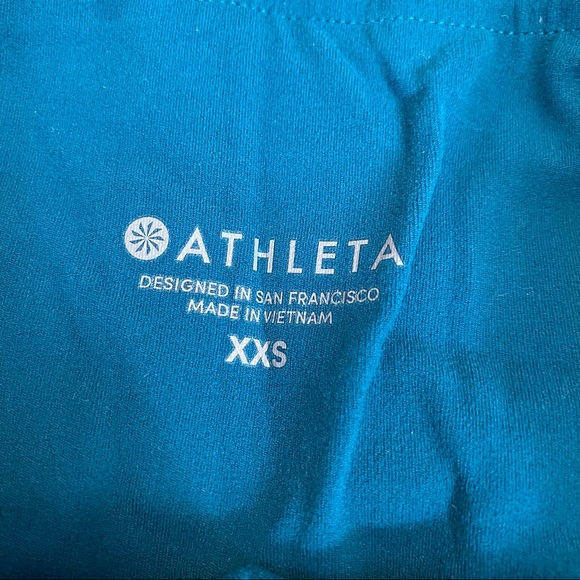 ATHLETA
DESIGNED IN SAN FRANCISCO
MADE IN VIETNAM
XXS